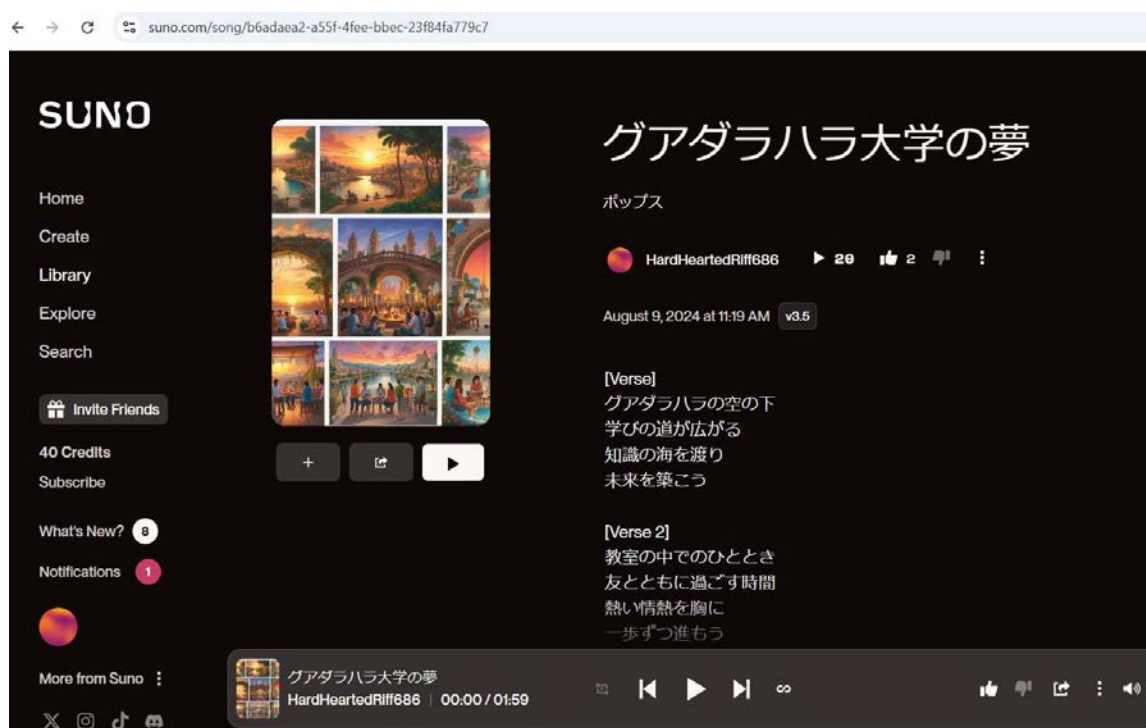 suno.com/song/b6adaea2-a55f-4fee-bbec-23f84fa779c7
SUNO
Home
Create
Library
Explore
Search
Invite Friends
40 Credits
Subscribe
What's New? 8
Notifications 1
More from Suno
グアダラハラ大学の夢
ポップス
HardHeartedRiff686 20 2
August 9, 2024 at 11:19 AM v3.5
[Verse]
グアダラハラの空の下
学びの道が広がる
知識の海を渡り
未来を築こう
[Verse 2]
教室の中でのひととき
友とともに過ごす時間
熱い情熱を胸に
一歩ずつ進もう
グアダラハラ大学の夢
HardHeartedRiff686 | 00:00 / 01:59